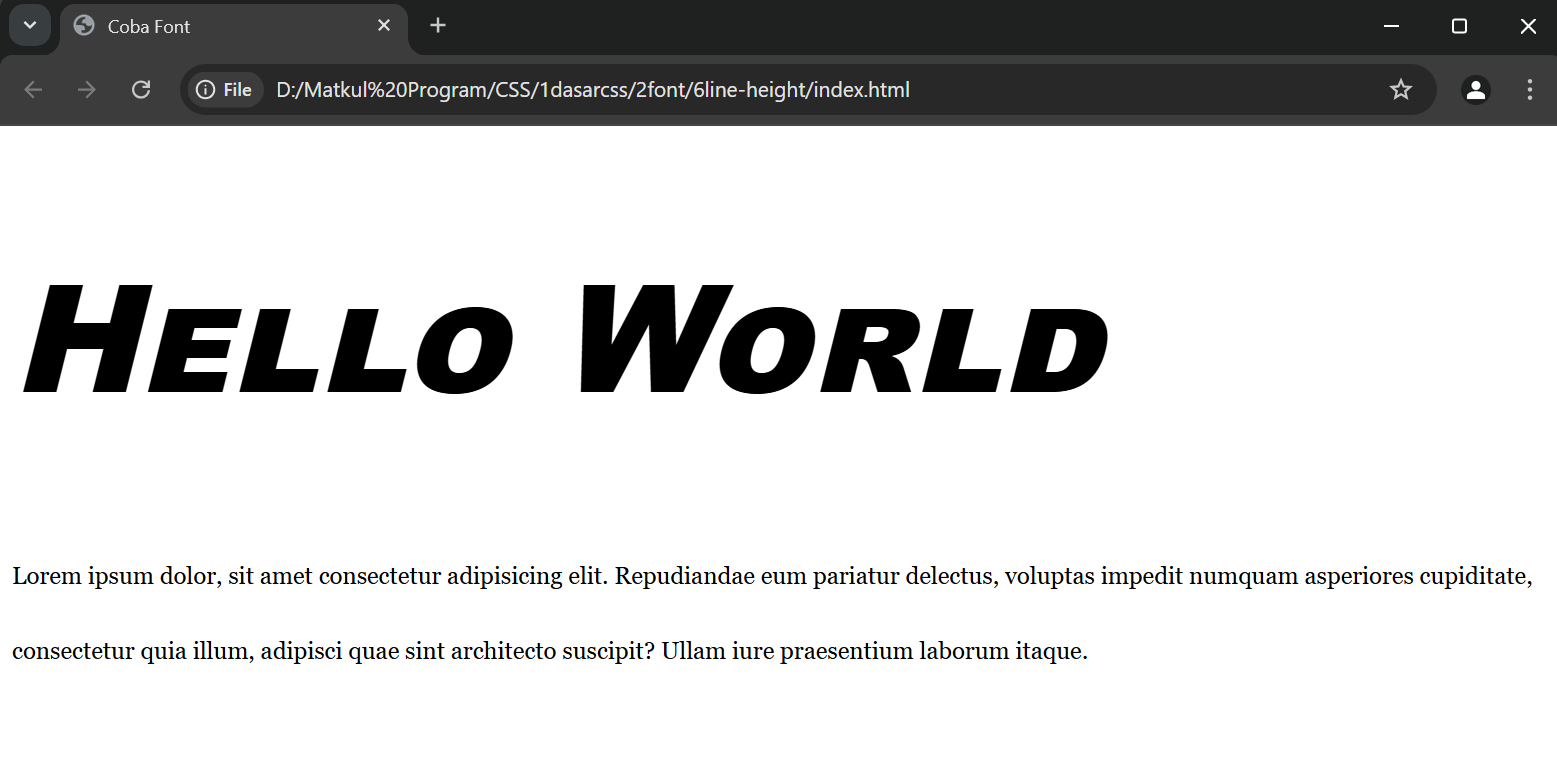 Coba Font
File D:/Matkul%20Program/CSS/1dasarcss/2font/6line-height/index.html
Hello World
Lorem ipsum dolor, sit amet consectetur adipisicing elit. Repudiandae eum pariatur delectus, voluptas impedit numquam asperiores cupiditate,
consectetur quia illum, adipisci quae sint architecto suscipit? Ullam iure praesentium laborum itaque.